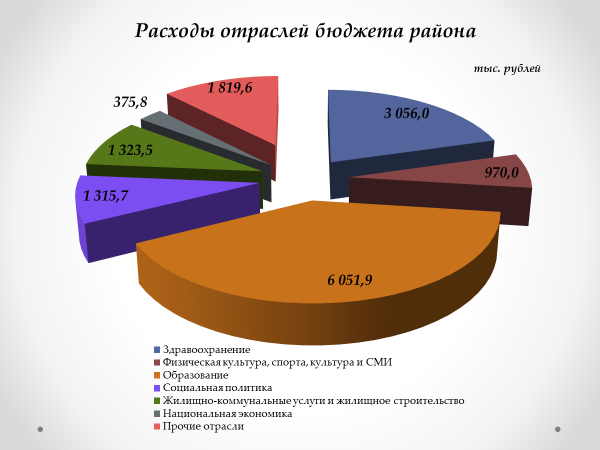 Расходы отраслей бюджета района
тыс. рублей
1 819,6
375,8
3 056,0
1 323,5
970,0
1 315,7
6 051,9
Здравоохранение
Физическая культура, спорта, культура и СМИ
Образование
Социальная политика
Жилищно-коммунальные услуги и жилищное строительство
Национальная экономика
Прочие отрасли